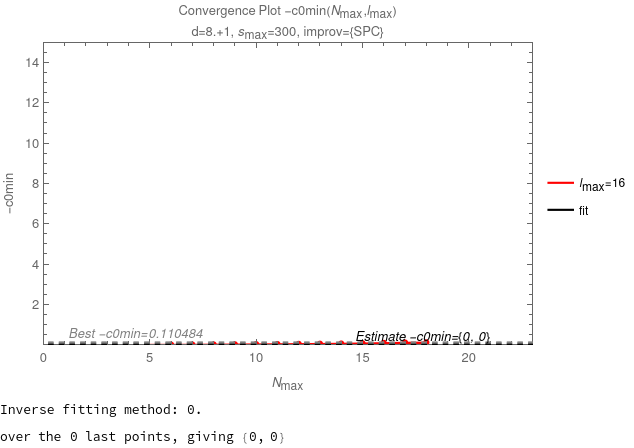 Convergence Plot -c0min(Nmax,lmax)
d=8.+1, smax=300, improv={SPC}
14
12
10
8
6
4
2
-c0min
Best -c0min=0.110484
Estimate -c0min={0, 0}
0
5
10
15
20
Nmax
lmax=16
fit
Inverse fitting method: 0.
over the 0 last points, giving {0, 0}